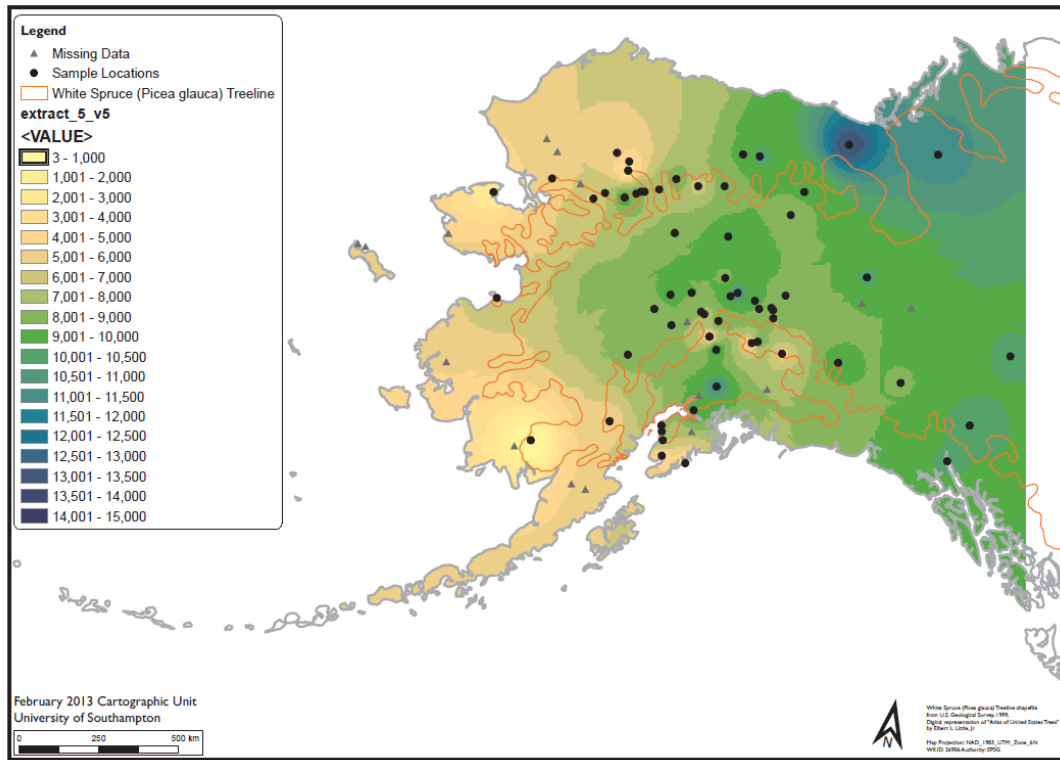 Legend
Missing Data
Sample Locations
White Spruce (Picea glauca) Treeline
extract_5_v5
<VALUE>
3 - 1,000
1,001 - 2,000
2,001 - 3,000
3,001 - 4,000
4,001 - 5,000
5,001 - 6,000
6,001 - 7,000
7,001 - 8,000
8,001 - 9,000
9,001 - 10,000
10,001 - 10,500
10,501 - 11,000
11,001 - 11,500
11,501 - 12,000
12,001 - 12,500
12,501 - 13,000
13,001 - 13,500
13,501 - 14,000
14,001 - 15,000
February 2013 Cartographic Unit
University of Southampton
0 250 500 km
N
White Spruce (Picea glauca) Treeline shapefile
from U.S. Geological Survey, 1999,
Digital representation of "Atlas of United States Trees"
by Elbert L. Little, Jr.
Map Projection: NAD_1983_UTM_Zone_6N
WKID: 26906 Authority: EPSG